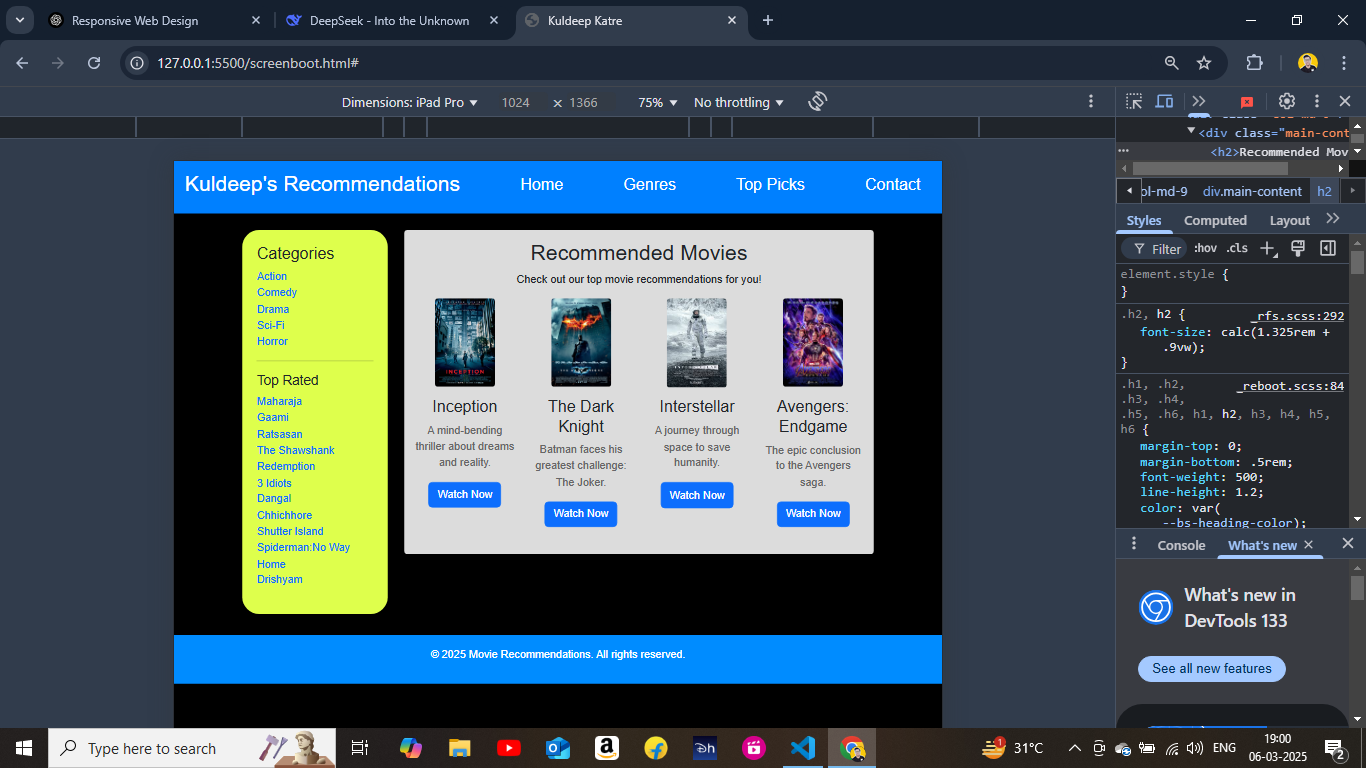 Responsive Web Design
DeepSeek - Into the Unknown
Kuldeep Katre
127.0.0.1:5500/screenboot.html#
Dimensions: iPad Pro 1024 × 1366 75% No throttling
Kuldeep's Recommendations Home Genres Top Picks Contact
Categories
Action
Comedy
Drama
Sci-Fi
Horror
Top Rated
Maharaja
Gaami
Ratsasan
The Shawshank
Redemption
3 Idiots
Dangal
Chhichhore
Shutter Island
Spiderman:No Way
Home
Drishyam
Recommended Movies
Check out our top movie recommendations for you!
INCEPTION
Inception
A mind-bending
thriller about dreams
and reality.
Watch Now
The Dark
Knight
Batman faces his
greatest challenge:
The Joker.
Watch Now
Interstellar
A journey through
space to save
humanity.
Watch Now
Avengers:
Endgame
The epic conclusion
to the Avengers
saga.
Watch Now
© 2025 Movie Recommendations. All rights reserved.
<div class="main-cont
<h2>Recommended Mov
ol-md-9 div.main-content h2
Styles Computed Layout
Filter :hov .cls
element.style {
}
.h2, h2 { _rfs.scss:292
font-size: calc(1.325rem +
.9vw);
}
.h1, .h2, _reboot.scss:84
.h3, .h4,
.h5, .h6, h1, h2, h3, h4, h5,
h6 {
margin-top: 0;
margin-bottom: .5rem;
font-weight: 500;
line-height: 1.2;
color: var(
--bs-heading-color);
Console What's new
What's new in
DevTools 133
See all new features
Type here to search
31°C
ENG
19:00
06-03-2025
1
2